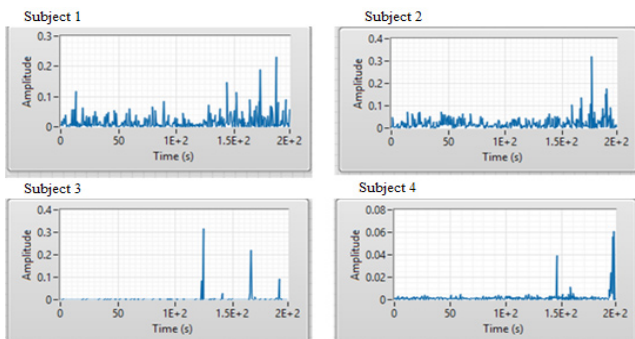 Subject 1
Subject 2
0.3
0.2
0.1
0
Amplitude
0
50
1E+2
1.5E+2
2E+2
Time (s)
0.4
0.3
0.2
0.1
0
Amplitude
0
50
1E+2
1.5E+2
2E+2
Time (s)
Subject 3
Subject 4
0.4
0.3
0.2
0.1
0
Amplitude
0
50
1E+2
1.5E+2
2E+2
Time (s)
0.08
0.06
0.04
0.02
0
Amplitude
0
50
1E+2
1.5E+2
2E+2
Time (s)